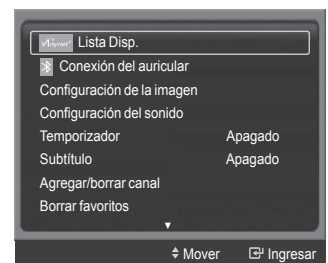 Anynet+ Lista Disp.
Conexión del auricular
Configuración de la imagen
Configuración del sonido
Temporizador Apagado
Subtítulo Apagado
Agregar/borrar canal
Borrar favoritos
Mover Ingresar